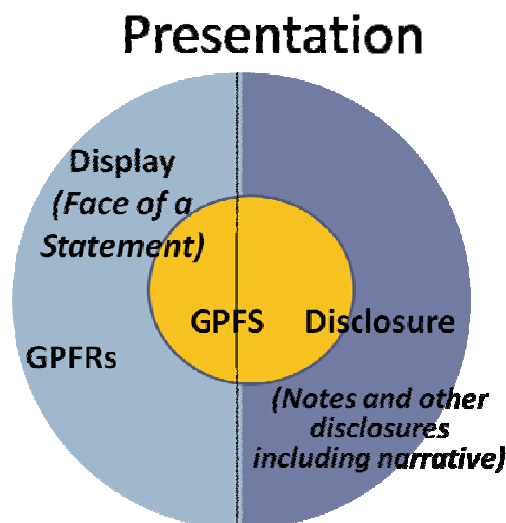 Presentation
Display
(Face of a
Statement)
GPFS
Disclosure
GPFRs
(Notes and other
disclosures
including narrative)